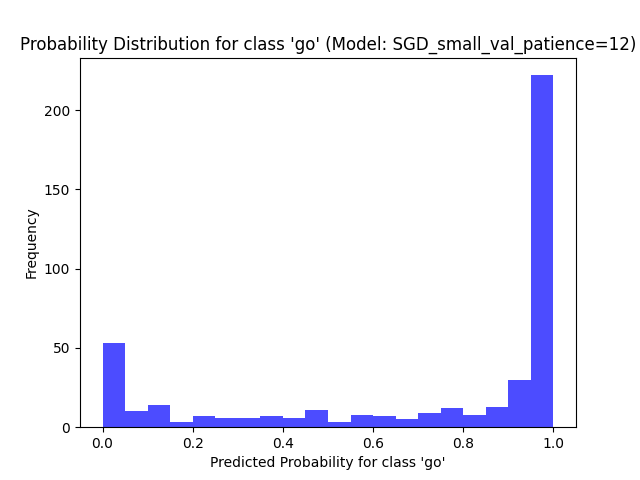 Probability Distribution for class 'go' (Model: SGD_small_val_patience=12)
Frequency
200
150
100
50
0
0.0 0.2 0.4 0.6 0.8 1.0
Predicted Probability for class 'go'